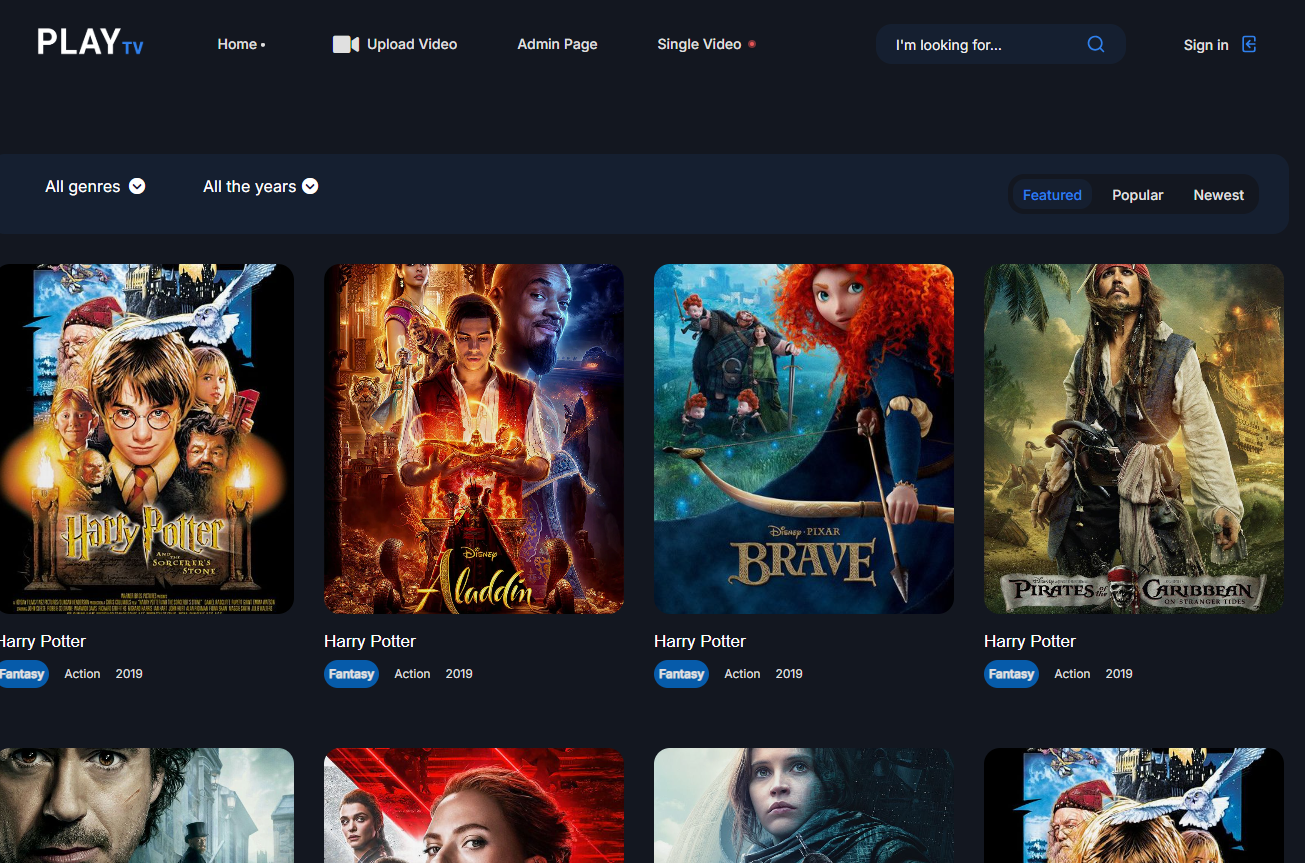 PLAY TV
Home •
Upload Video
Admin Page
Single Video
I'm looking for...
Sign in
All genres
All the years
Featured
Popular
Newest
Harry Potter
AND THE
SORCERER'S
STONE
DISNEY
Aladdin
DISNEY · PIXAR
BRAVE
Disney
PIRATES of the CARIBBEAN
ON STRANGER TIDES
Harry Potter
Fantasy Action 2019
Harry Potter
Fantasy Action 2019
Harry Potter
Fantasy Action 2019
Harry Potter
Fantasy Action 2019